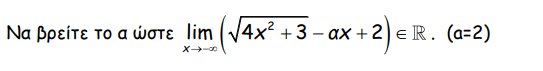 Να βρείτε το α ώστε lim_{x→-∞} (√(4x² + 3) - αx + 2) ∈ ℝ. (α=2)